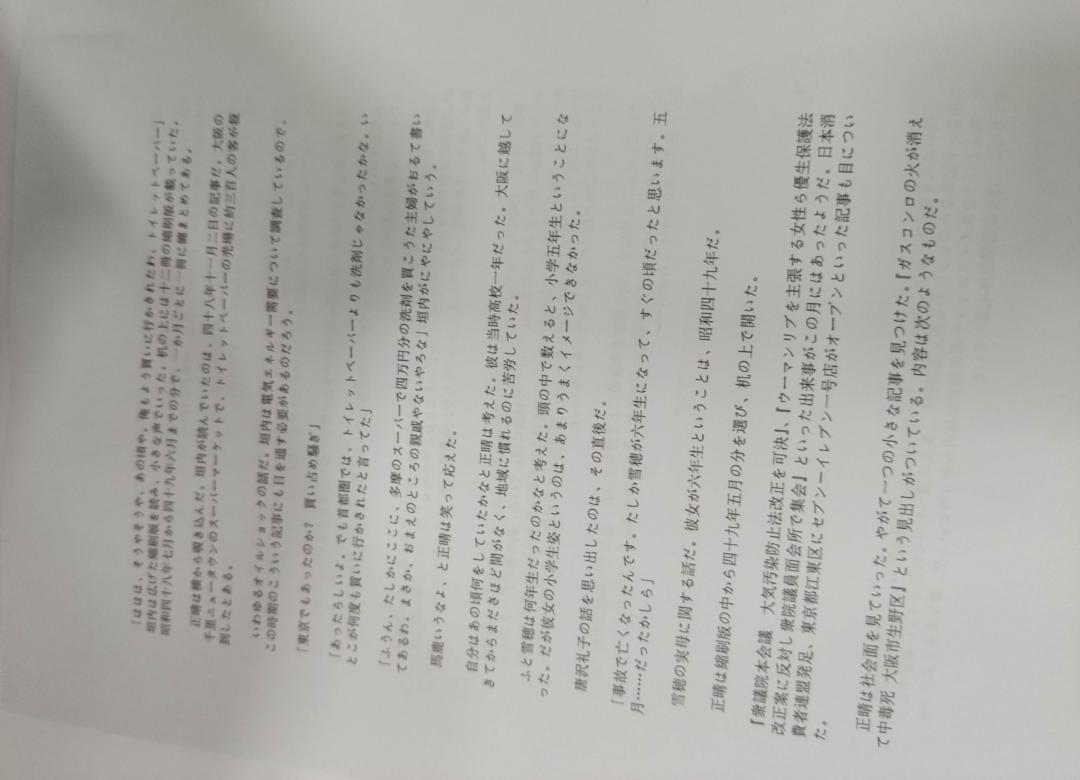 「ははは、そうやそうや、あの頃や。俺もよう買いに行かされたわ、トイレットペーパー」
垣内は広げた縮刷版を読み、小さな声でいった。机の上には十二冊の縮刷版が載っていた。
昭和四十八年七月から四十九年六月までの分で、一か月ごとに一冊に纏まとめてある。
正晴は横から覗き込んだ。垣内が読んでいたのは、四十八年十一月二日の記事だ。大阪の
千里ニュータウンのスーパーマーケットで、トイレットペーパーの売場に約三百人の客が殺
到したとある。
いわゆるオイルショックの話だ。垣内は電気エネルギー需要について調査しているので、
この時期のこういう記事にも目を通す必要があるのだろう。
「東京でもあったのか？ 買い占め騒ぎ」
「あったらしいよ。でも首都圏では、トイレットペーパーよりも洗剤じゃなかったかな。い
とこが何度も買いに行かされたと言ってた」
「ふうん、たしかにここに、多摩のスーパーで四万円分の洗剤を買こうた主婦がおるて書い
てあるわ。まさか、おまえのところの親戚やないやろな」垣内がにやにやしていう。
馬鹿いうなよ、と正晴は笑って応えた。
自分はあの頃何をしていたかなと正晴は考えた。彼は当時高校一年だった。大阪に越して
きてからまださほど間がなく、地域に慣れるのに苦労していた。
ふと雪穂は何年生だったのかなと考えた。頭の中で数えると、小学五年生ということにな
った。だが彼女の小学生姿というのは、あまりうまくイメージできなかった。
唐沢礼子の話を思い出したのは、その直後だ。
「事故で亡くなったんです。たしか雪穂が六年生になって、すぐの頃だったと思います。五
月……だったかしら」
雪穂の実母に関する話だ。彼女が六年生ということは、昭和四十九年だ。
正晴は縮刷版の中から四十九年五月の分を選び、机の上で開いた。
『衆議院本会議 大気汚染防止法改正を可決』、『ウーマンリブを主張する女性ら優生保護法
改正案に反対し衆院議員面会所で集会』といった出来事がこの月にはあったようだ。日本消
費者連盟発足、東京都江東区にセブン―イレブン一号店がオープンといった記事も目につい
た。
正晴は社会面を見ていった。やがて一つの小さな記事を見つけた。『ガスコンロの火が消え
て中毒死 大阪市生野区』という見出しがついている。内容は次のようなものだ。